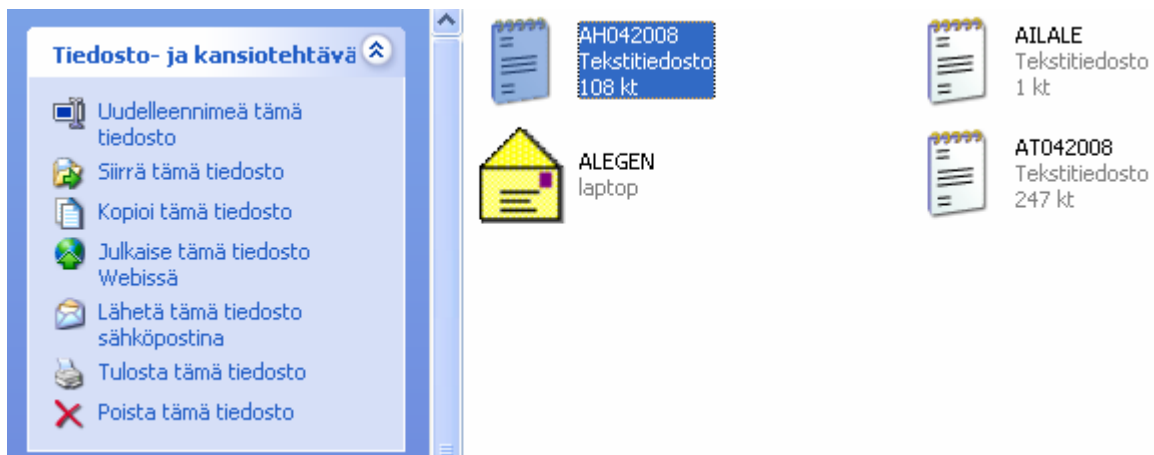 Tiedosto- ja kansiotehtävä
Uudelleennimeä tämä
tiedosto
Siirrä tämä tiedosto
Kopioi tämä tiedosto
Julkaise tämä tiedosto
Webissä
Lähetä tämä tiedosto
sähköpostina
Tulosta tämä tiedosto
Poista tämä tiedosto
AH042008
Tekstitiedosto
108 kt
AILALE
Tekstitiedosto
1 kt
ALEGEN
laptop
AT042008
Tekstitiedosto
247 kt